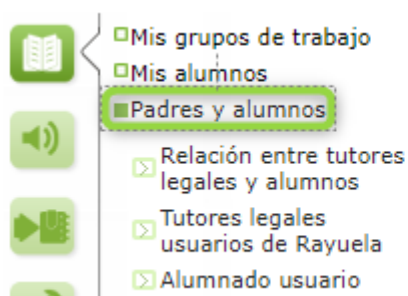 Mis grupos de trabajo
Mis alumnos
Padres y alumnos
Relación entre tutores
legales y alumnos
Tutores legales
usuarios de Rayuela
Alumnado usuario